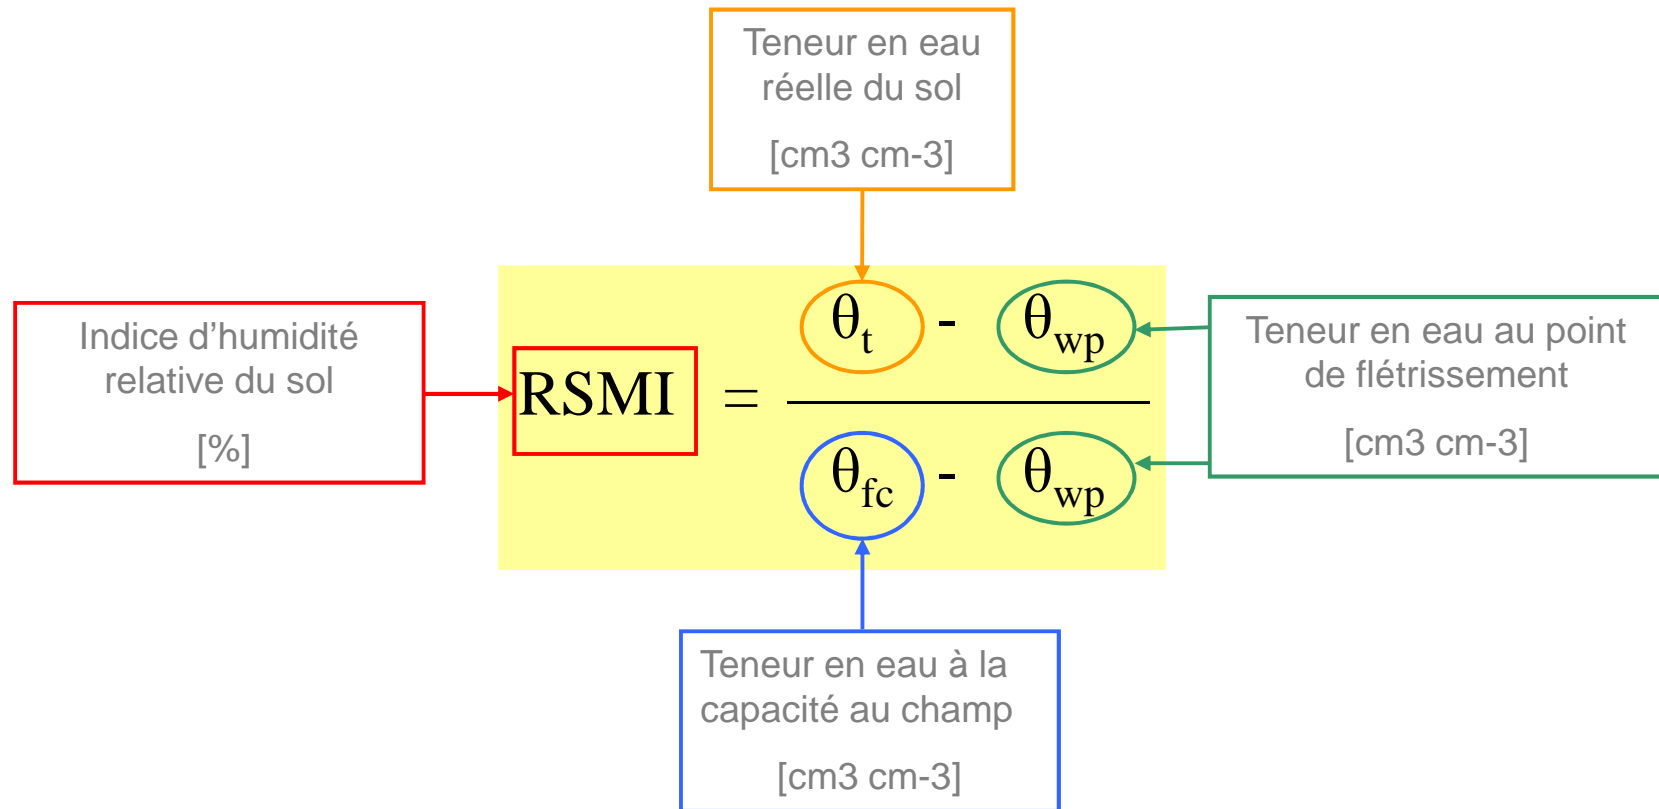 Teneur en eau
réelle du sol
[cm3 cm-3]
Indice d’humidité
relative du sol
[%]
RSMI = θt - θwp
θfc - θwp
Teneur en eau au point
de flétrissement
[cm3 cm-3]
Teneur en eau à la
capacité au champ
[cm3 cm-3]